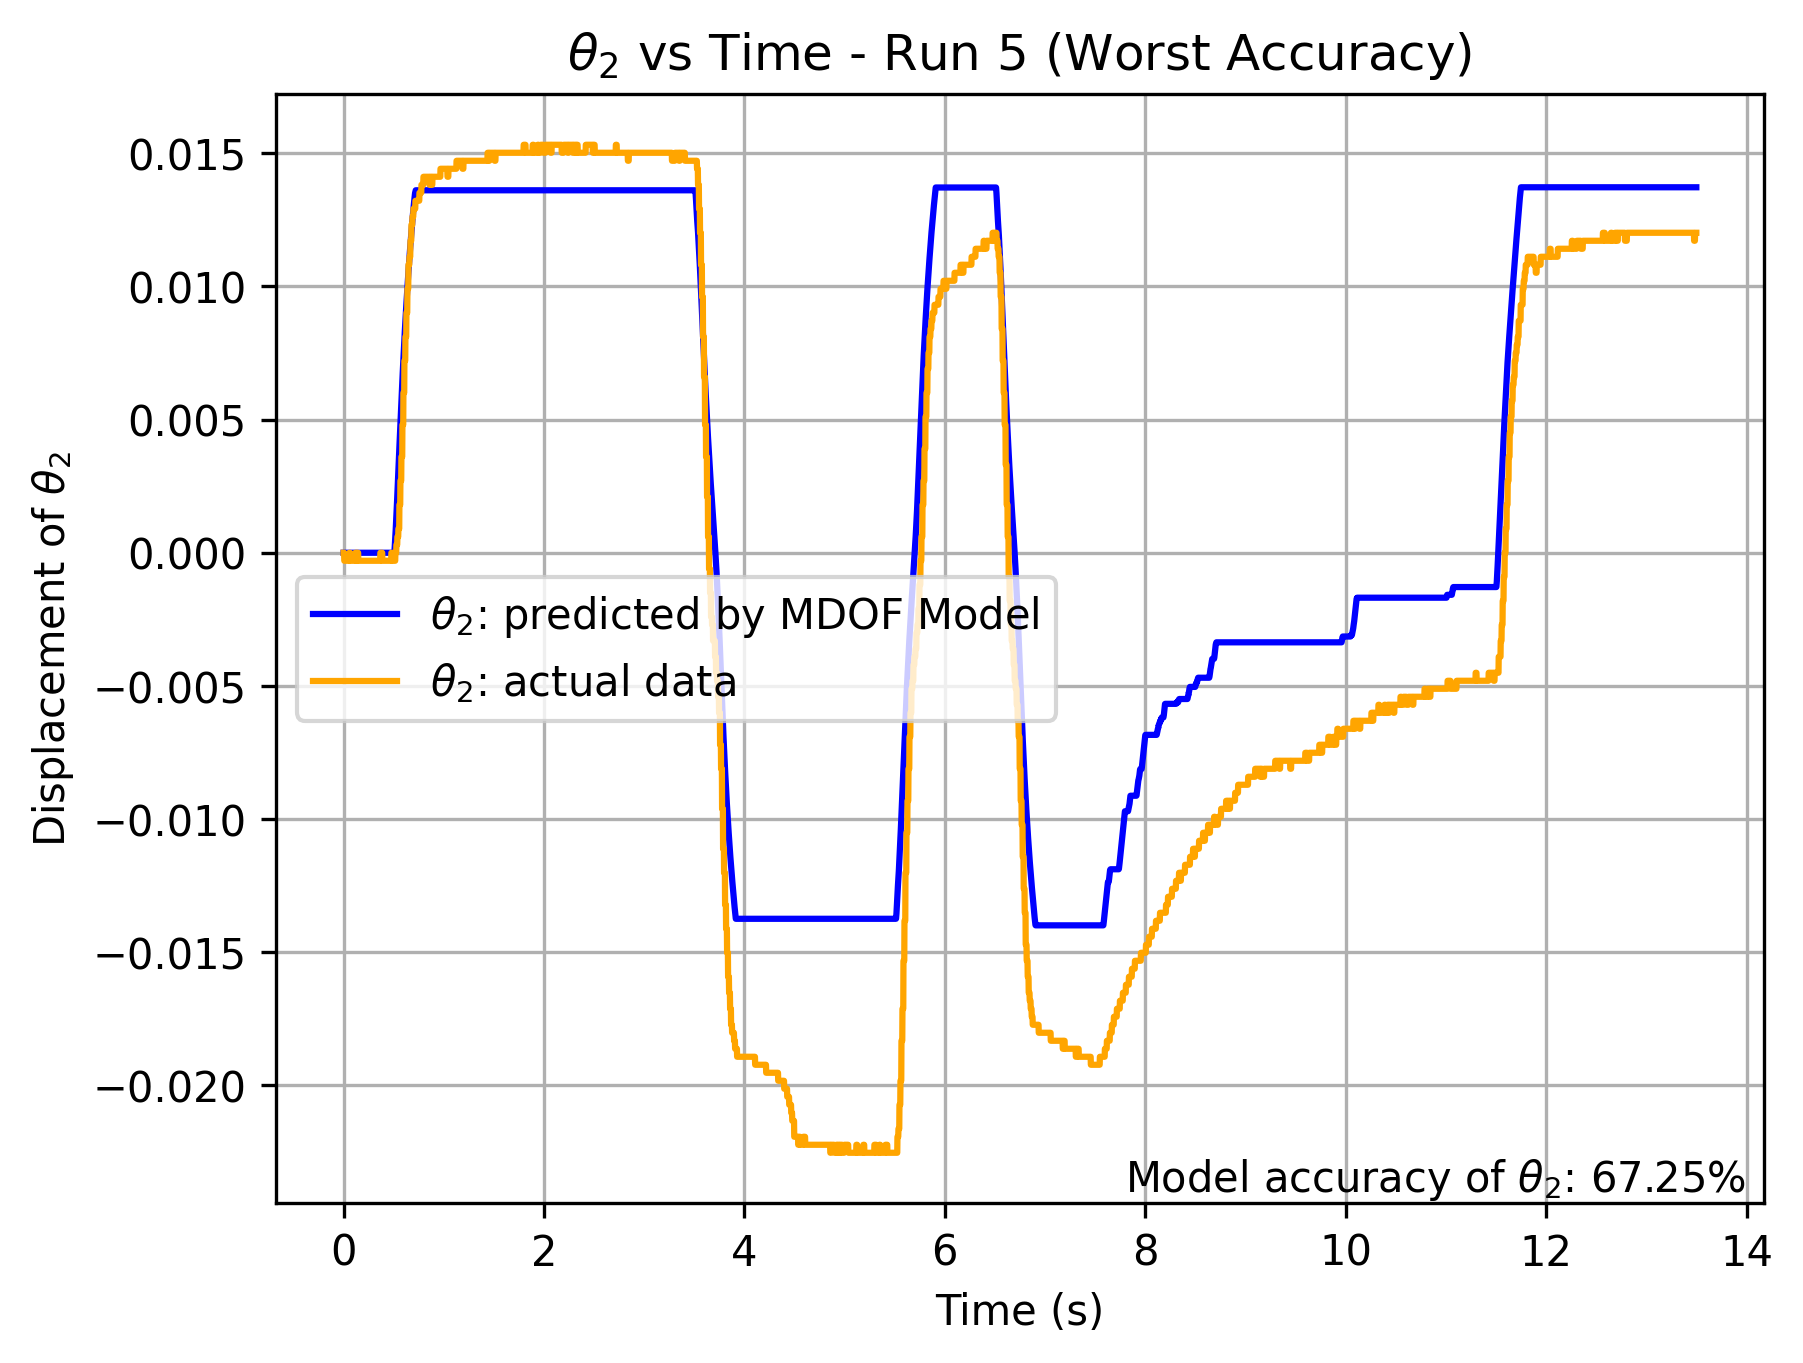 θ₂ vs Time - Run 5 (Worst Accuracy)
Displacement of θ₂
0.015
0.010
0.005
0.000
−0.005
−0.010
−0.015
−0.020
θ₂: predicted by MDOF Model
θ₂: actual data
Model accuracy of θ₂: 67.25%
0 2 4 6 8 10 12 14
Time (s)